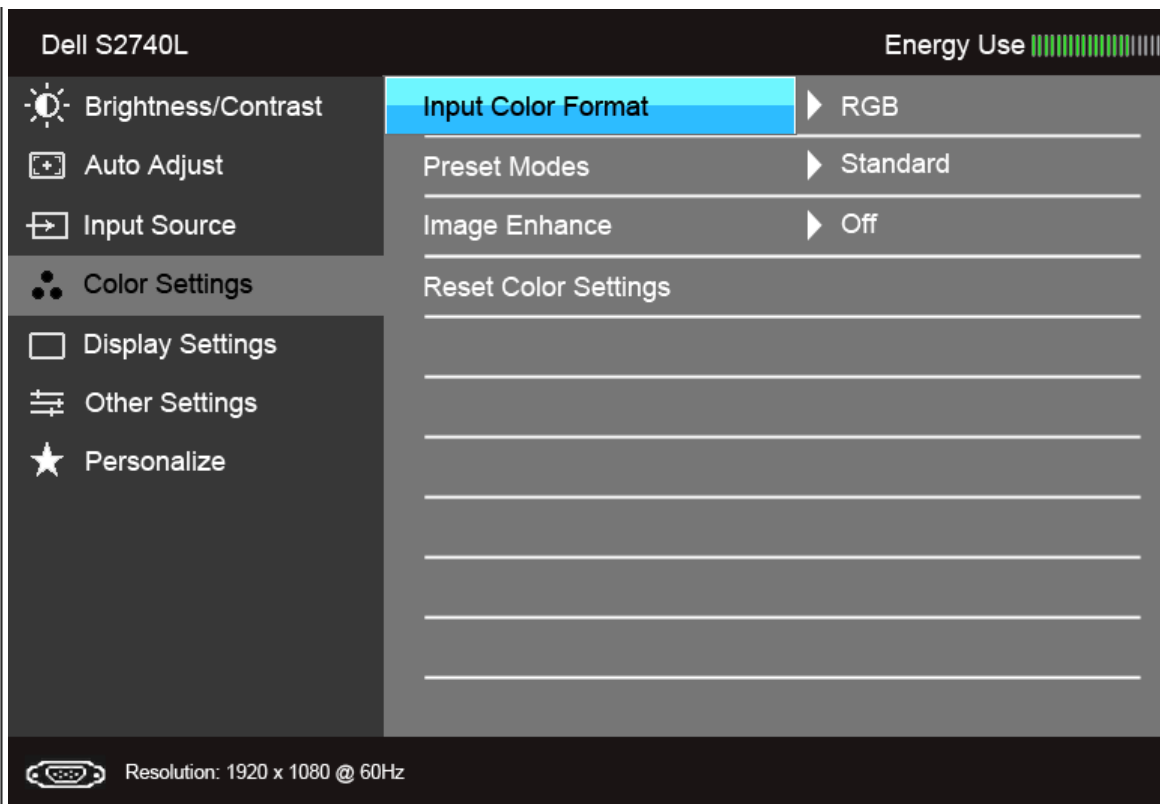 Dell S2740L
Energy Use
Brightness/Contrast
Auto Adjust
Input Source
Color Settings
Display Settings
Other Settings
Personalize
Input Color Format RGB
Preset Modes Standard
Image Enhance Off
Reset Color Settings
Resolution: 1920 x 1080 @ 60Hz